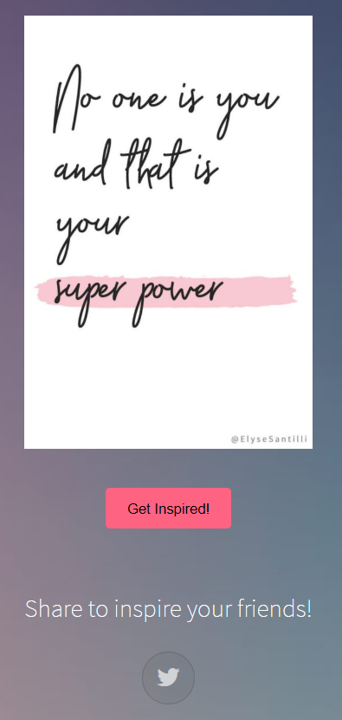 No one is you
and that is
your
super power
@ElyseSantilli
Get Inspired!
Share to inspire your friends!